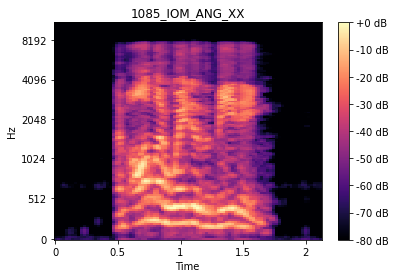 1085_IOM_ANG_XX
+0 dB
8192
-10 dB
4096
-20 dB
-30 dB
2048
Hz
-40 dB
1024
-50 dB
512
-60 dB
-70 dB
0
-80 dB
0
0.5
1
1.5
2
Time